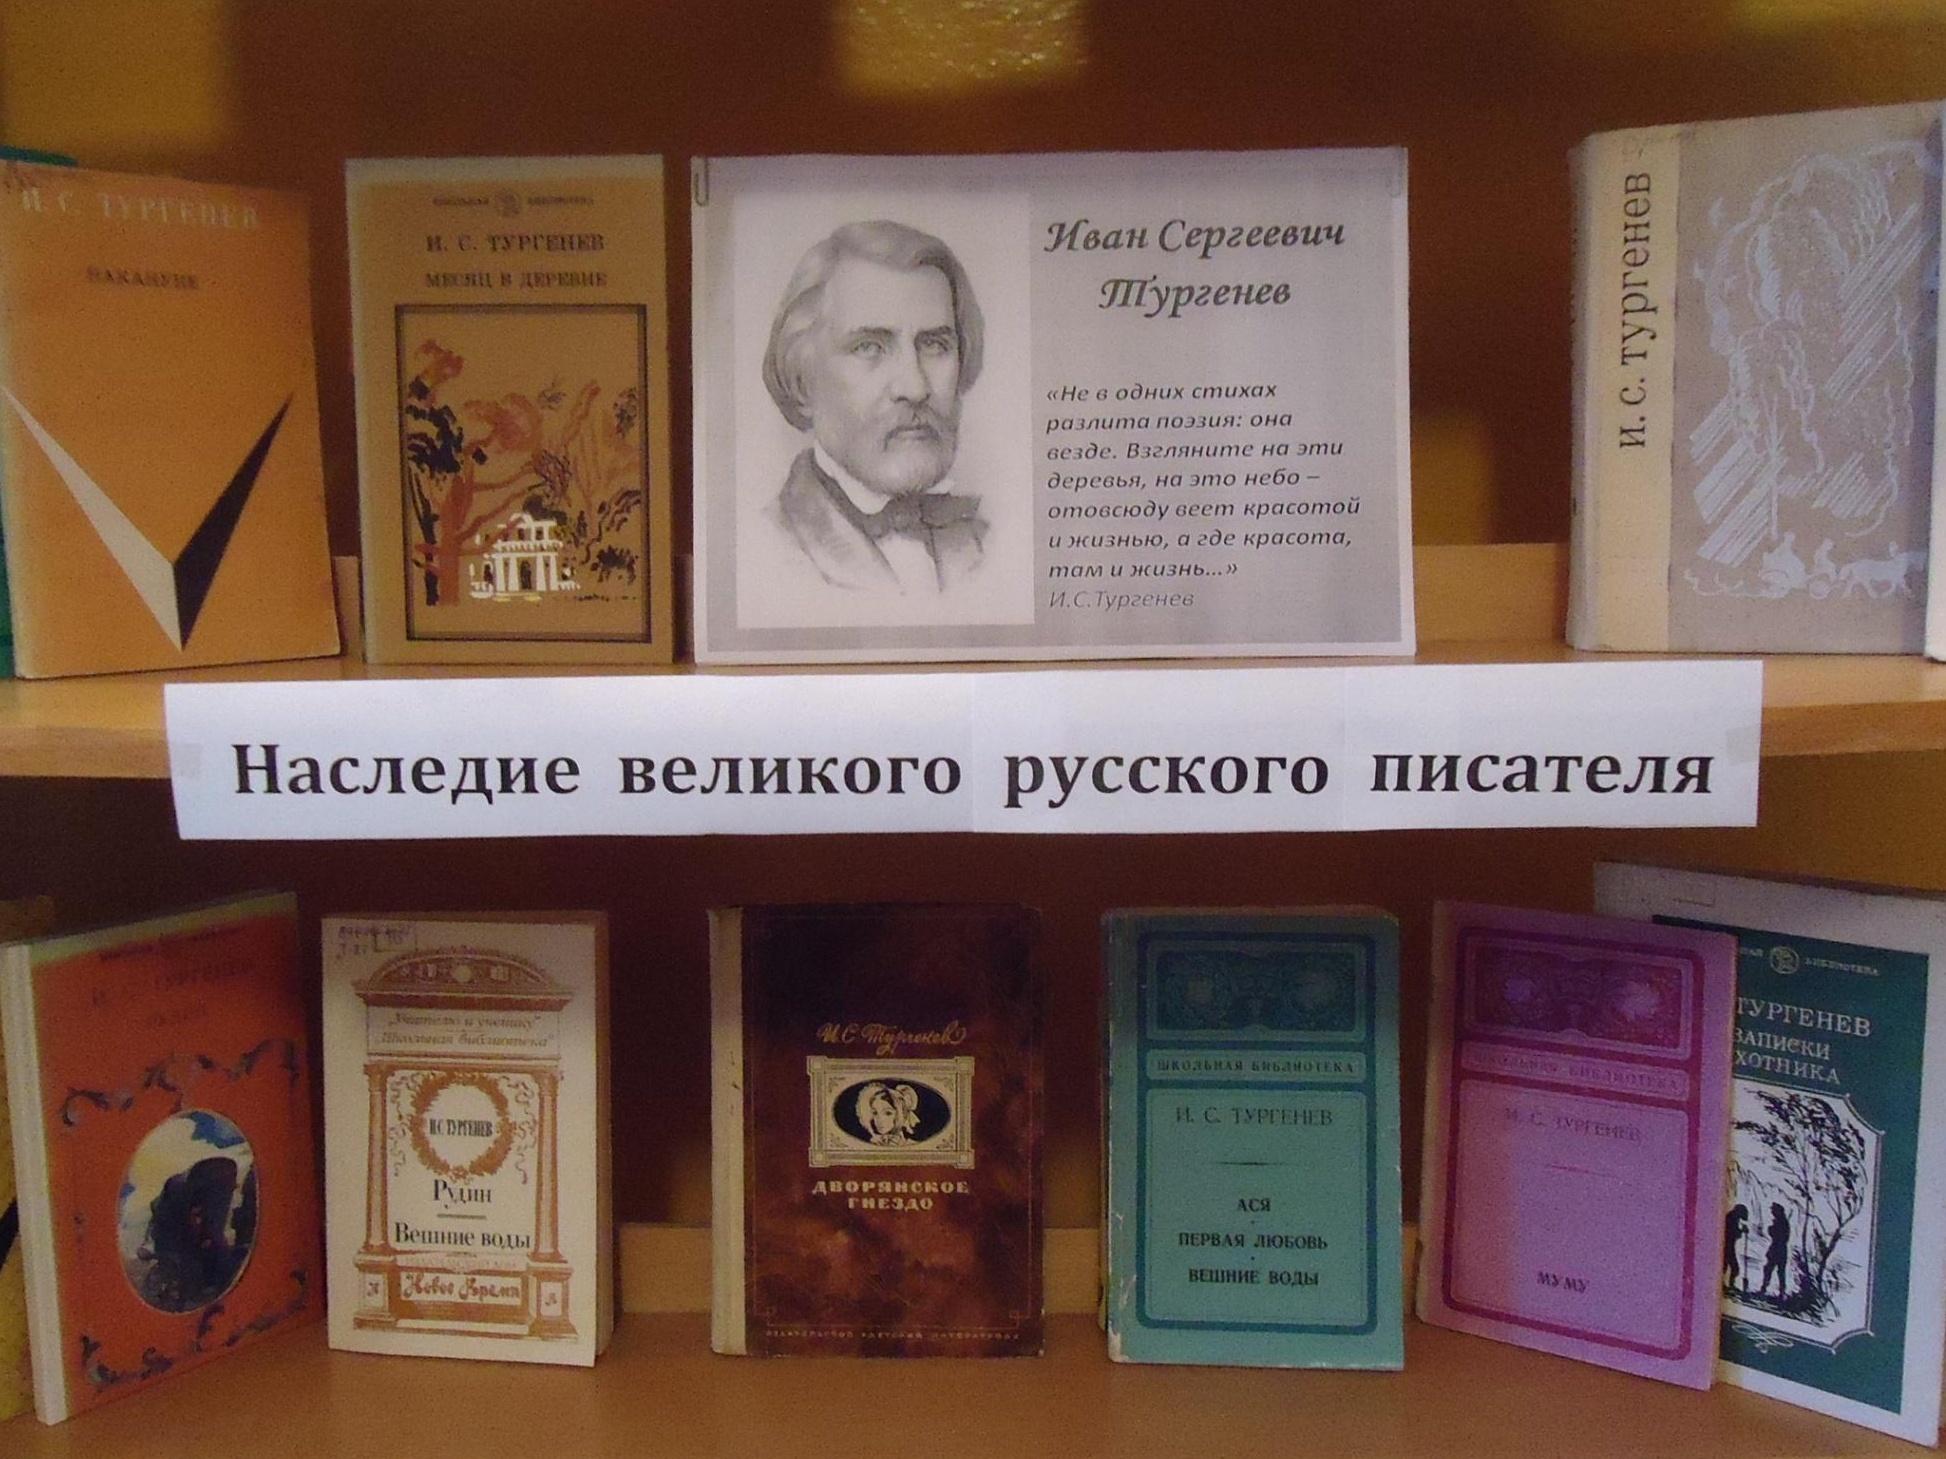 И. С. ТУРГЕНЕВ
НАКАНУНЕ
ШКОЛЬНАЯ БИБЛИОТЕКА
И. С. ТУРГЕНЕВ
МЕСЯЦ В ДЕРЕВНЕ
Иван Сергеевич
Тургенев
«Не в одних стихах
разлита поэзия: она
везде. Взгляните на эти
деревья, на это небо –
отовсюду веет красотой
и жизнью, а где красота,
там и жизнь...»
И.С.Тургенев
и. с. тургенев
Наследие великого русского писателя
И. С. ТУРГЕНЕВ
„Учителю и ученику"
"Школьная библиотека"
И.С. ТУРГЕНЕВ
Рудин
Вешние воды
Новое Время
И. С. Тургенев
ДВОРЯНСКОЕ
ГНЕЗДО
ШКОЛЬНАЯ БИБЛИОТЕКА
И. С. ТУРГЕНЕВ
АСЯ
ПЕРВАЯ ЛЮБОВЬ
ВЕШНИЕ ВОДЫ
ШКОЛЬНАЯ БИБЛИОТЕКА
И. С. ТУРГЕНЕВ
МУМУ
БИБЛИОТЕКА
ТУРГЕНЕВ
ЗАПИСКИ
ХОТНИКА